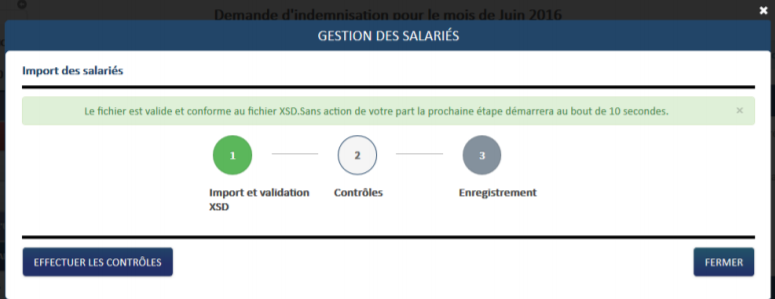 Demande d'indemnisation pour le mois de Juin 2016
GESTION DES SALARIÉS
Import des salariés
Le fichier est valide et conforme au fichier XSD.Sans action de votre part la prochaine étape démarrera au bout de 10 secondes.
1
2
3
Import et validation
XSD
Contrôles
Enregistrement
EFFECTUER LES CONTRÔLES
FERMER